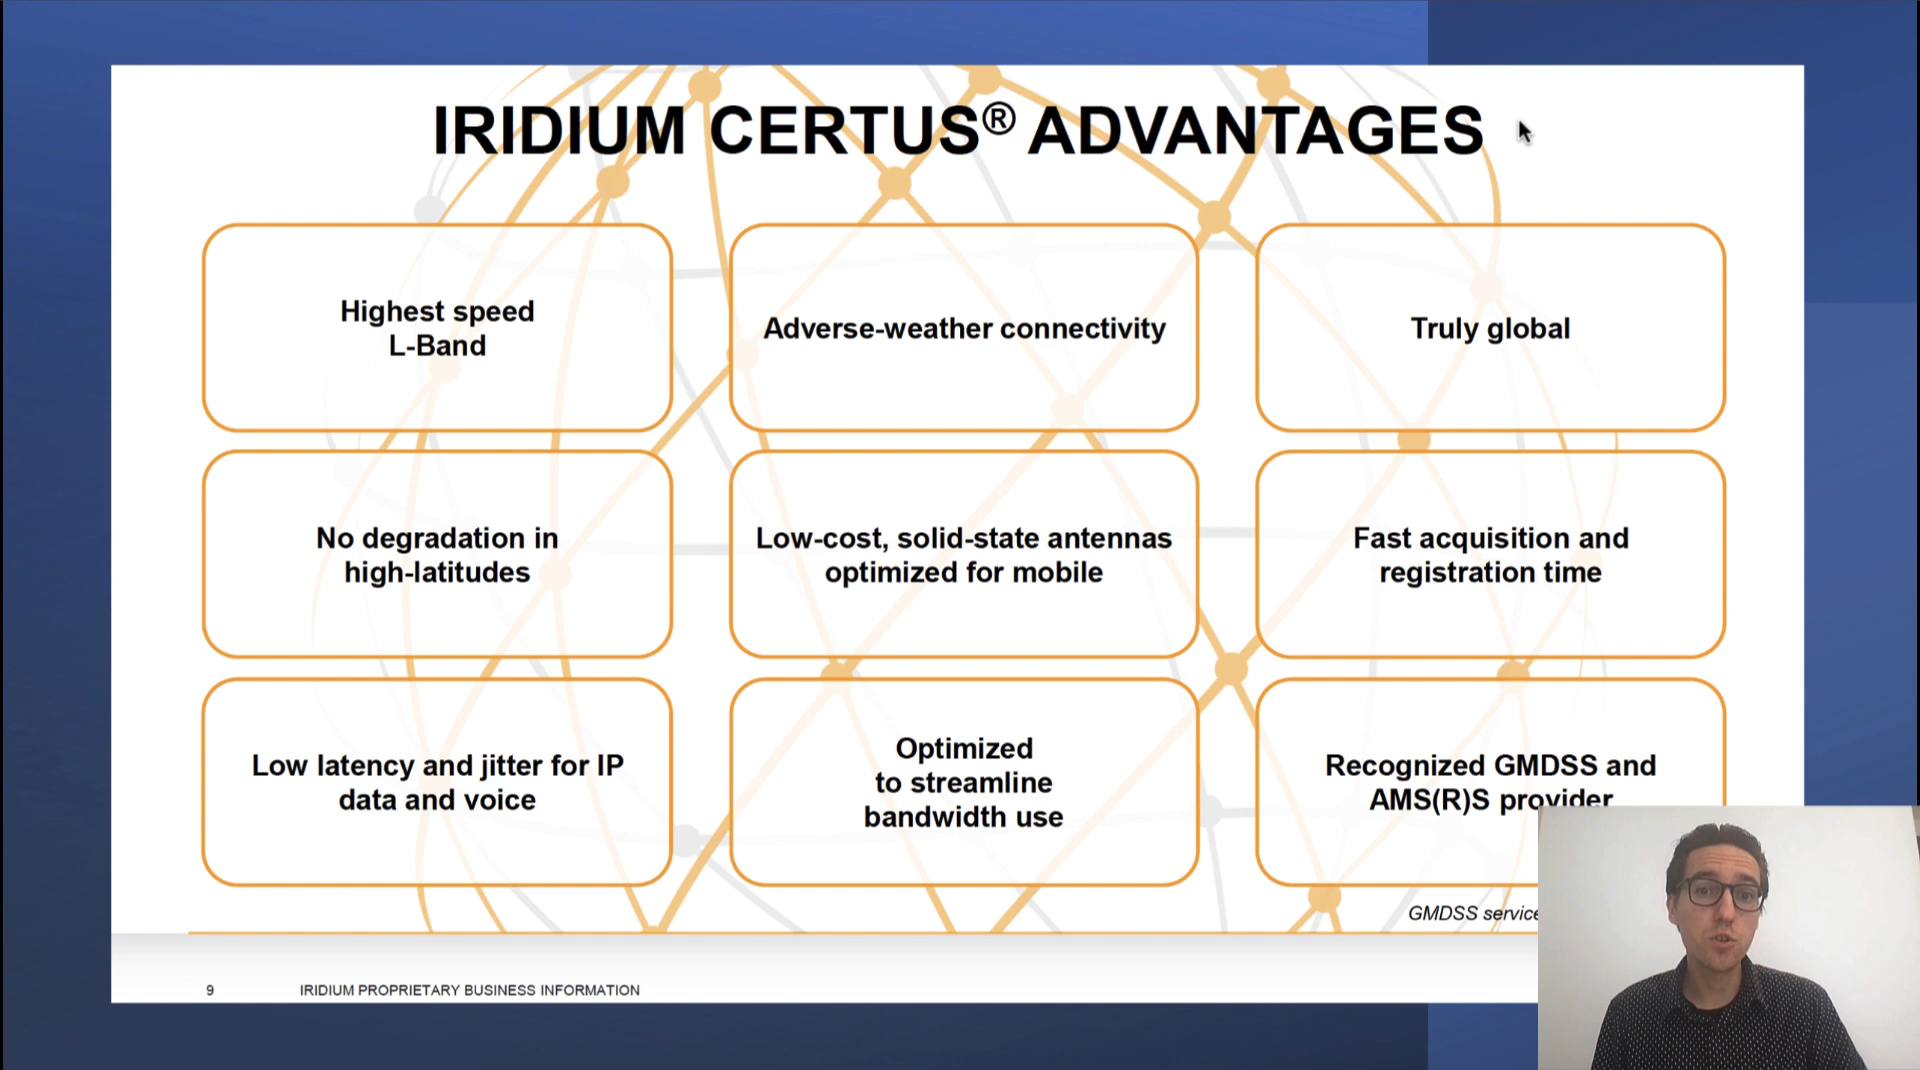 IRIDIUM CERTUS® ADVANTAGES
Highest speed
L-Band
Adverse-weather connectivity
Truly global
No degradation in
high-latitudes
Low-cost, solid-state antennas
optimized for mobile
Fast acquisition and
registration time
Low latency and jitter for IP
data and voice
Optimized
to streamline
bandwidth use
Recognized GMDSS and
AMS(R)S provider
GMDSS service
9
IRIDIUM PROPRIETARY BUSINESS INFORMATION